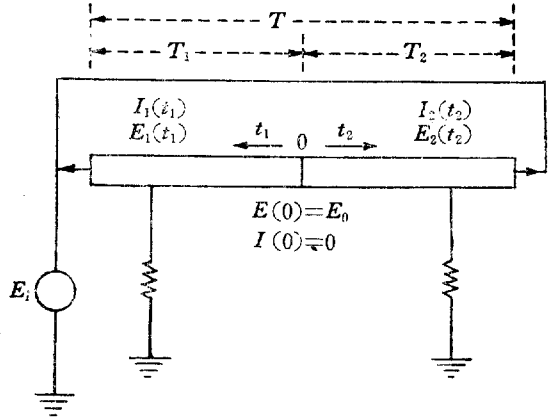 T
T₁ T₂
I₁(t₁) I₂(t₂)
E₁(t₁) E₂(t₂)
t₁ 0 t₂
E(0)=E₀
I(0)=0
Eᵢ